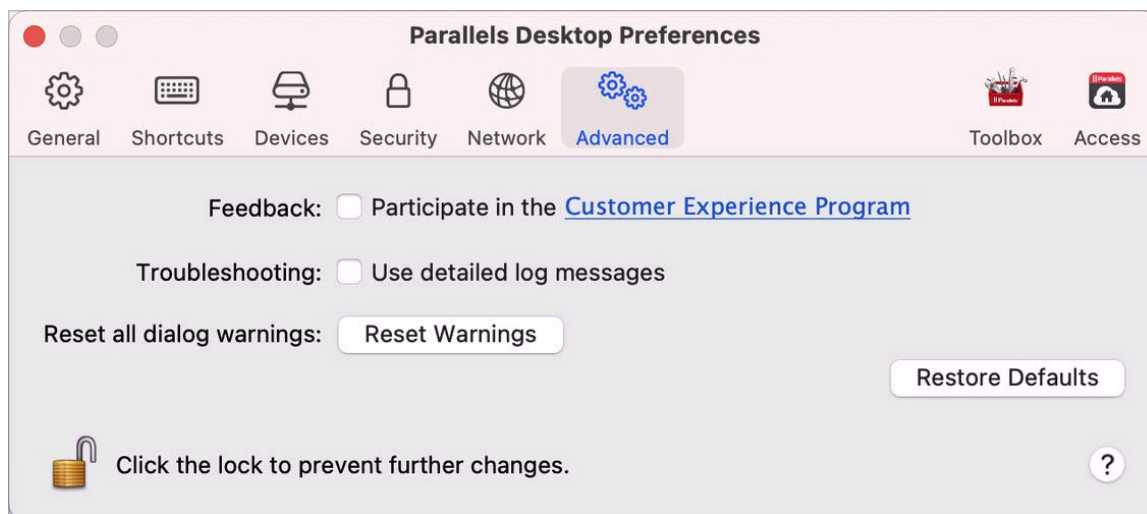 Parallels Desktop Preferences
General Shortcuts Devices Security Network Advanced Toolbox Access
Feedback: Participate in the Customer Experience Program
Troubleshooting: Use detailed log messages
Reset all dialog warnings: Reset Warnings
Restore Defaults
Click the lock to prevent further changes.
?